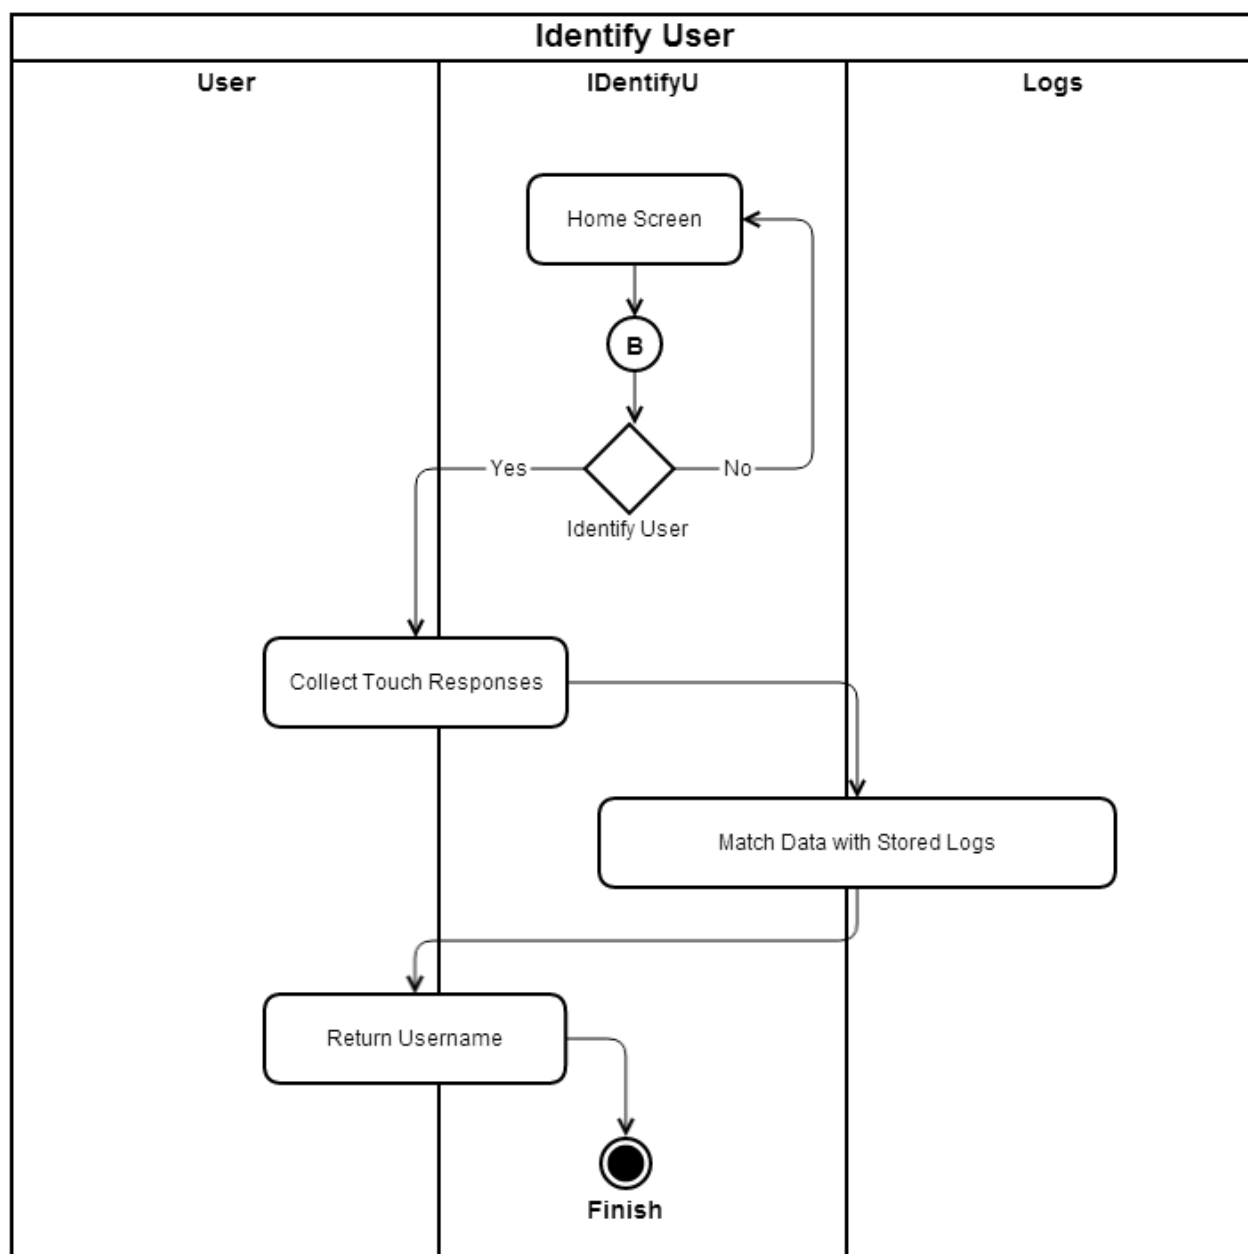 Identify User
User
IDentifyU
Logs
Home Screen
B
Yes
No
Identify User
Collect Touch Responses
Match Data with Stored Logs
Return Username
Finish